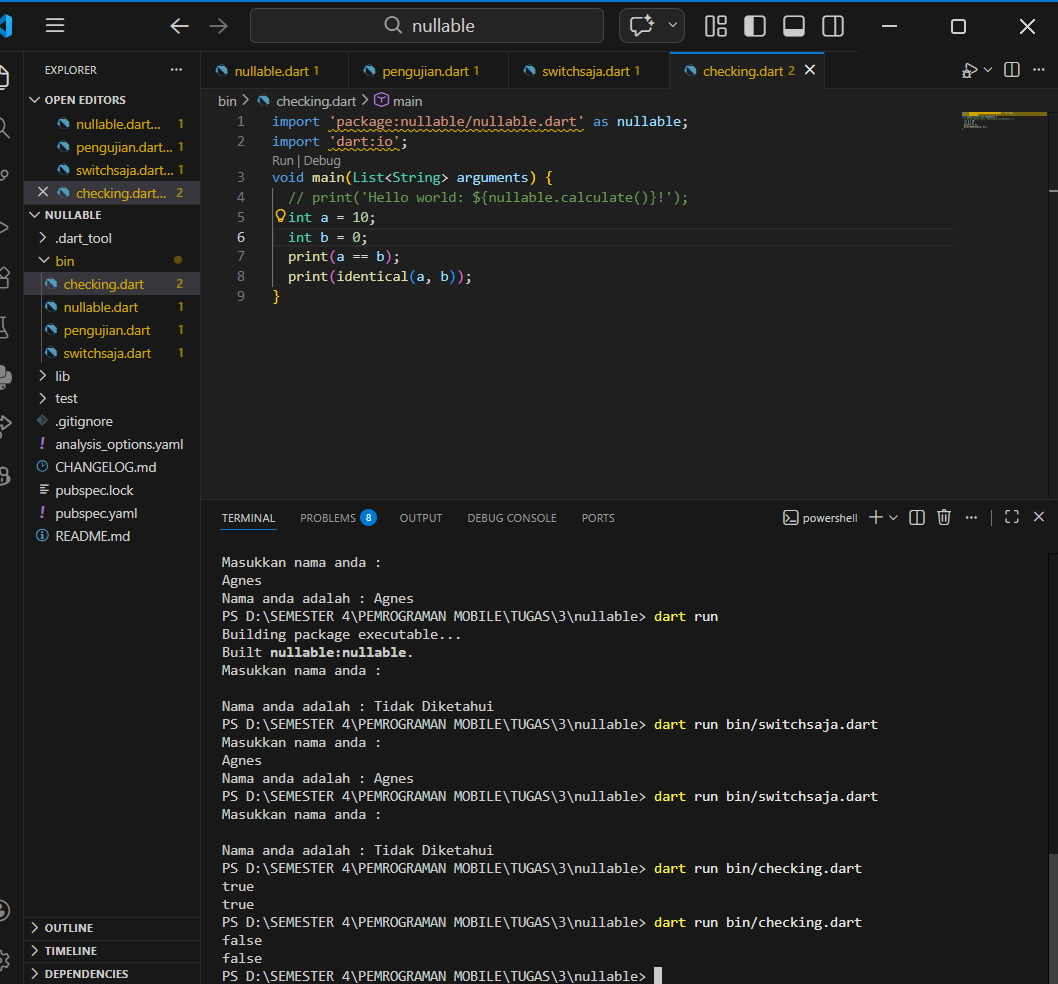 nullable
EXPLORER ...
nullable.dart 1
pengujian.dart 1
switchsaja.dart 1
checking.dart 2
OPEN EDITORS
nullable.dart... 1
pengujian.dart... 1
switchsaja.dart... 1
checking.dart... 2
NULLABLE
.dart_tool
bin
checking.dart 2
nullable.dart 1
pengujian.dart 1
switchsaja.dart 1
lib
test
.gitignore
analysis_options.yaml
CHANGELOG.md
pubspec.lock
pubspec.yaml
README.md
OUTLINE
TIMELINE
DEPENDENCIES
bin > checking.dart > main
1 import 'package:nullable/nullable.dart' as nullable;
2 import 'dart:io';
Run | Debug
3 void main(List<String> arguments) {
4 // print('Hello world: ${nullable.calculate()}!');
5 int a = 10;
6 int b = 0;
7 print(a == b);
8 print(identical(a, b));
9 }
TERMINAL PROBLEMS 8 OUTPUT DEBUG CONSOLE PORTS powershell
Masukkan nama anda :
Agnes
Nama anda adalah : Agnes
PS D:\SEMESTER 4\PEMROGRAMAN MOBILE\TUGAS\3\nullable> dart run
Building package executable...
Built nullable:nullable.
Masukkan nama anda :
Nama anda adalah : Tidak Diketahui
PS D:\SEMESTER 4\PEMROGRAMAN MOBILE\TUGAS\3\nullable> dart run bin/switchsaja.dart
Masukkan nama anda :
Agnes
Nama anda adalah : Agnes
PS D:\SEMESTER 4\PEMROGRAMAN MOBILE\TUGAS\3\nullable> dart run bin/switchsaja.dart
Masukkan nama anda :
Nama anda adalah : Tidak Diketahui
PS D:\SEMESTER 4\PEMROGRAMAN MOBILE\TUGAS\3\nullable> dart run bin/checking.dart
true
true
PS D:\SEMESTER 4\PEMROGRAMAN MOBILE\TUGAS\3\nullable> dart run bin/checking.dart
false
false
PS D:\SEMESTER 4\PEMROGRAMAN MOBILE\TUGAS\3\nullable>